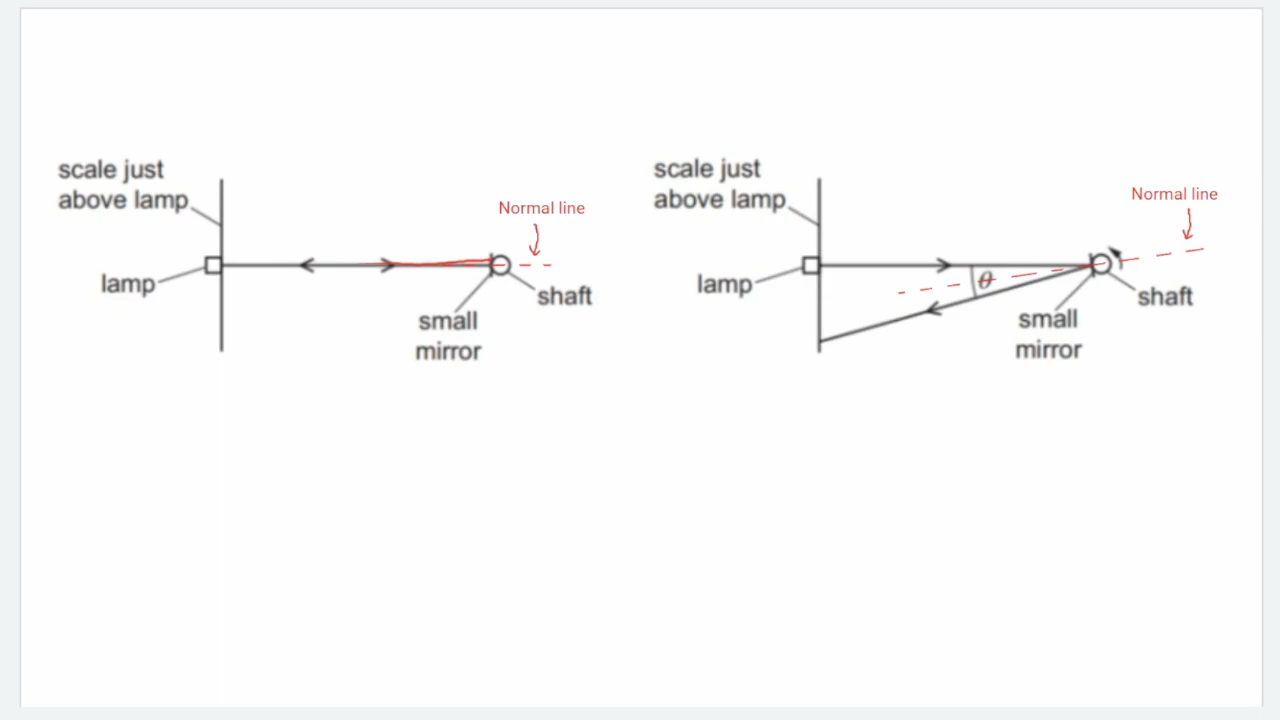 scale just
above lamp
Normal line
lamp
shaft
small
mirror
scale just
above lamp
Normal line
lamp
θ
shaft
small
mirror